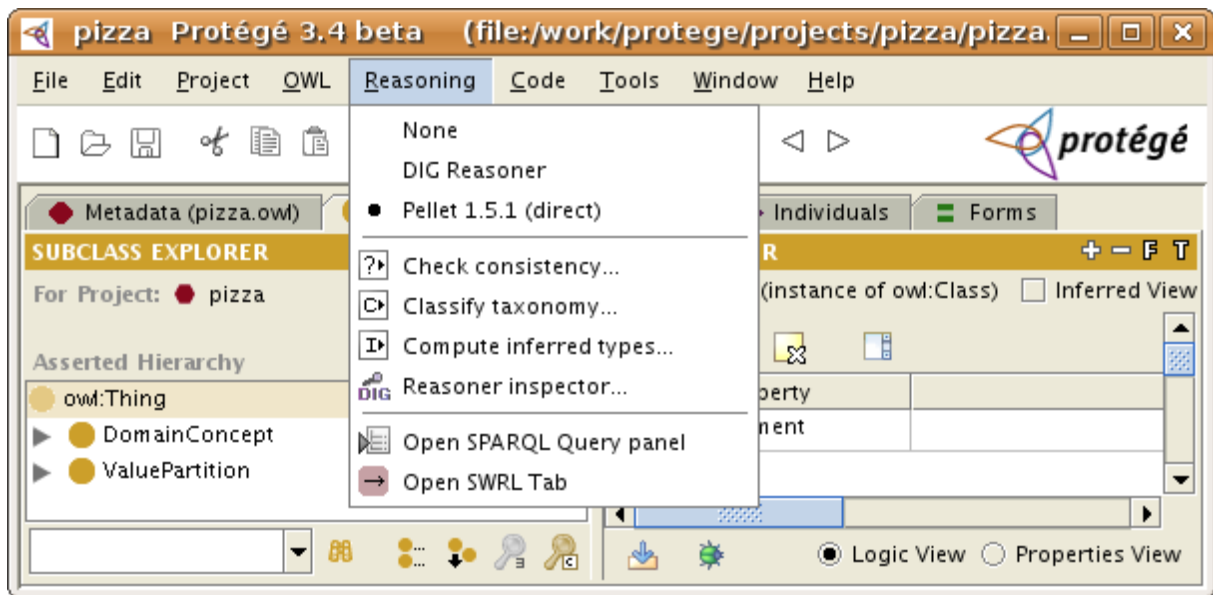 pizza Protégé 3.4 beta (file:/work/protege/projects/pizza/pizza.
File Edit Project OWL Reasoning Code Tools Window Help
protégé
None
DIG Reasoner
Pellet 1.5.1 (direct)
Check consistency...
Classify taxonomy...
Compute inferred types...
Reasoner inspector...
DIG
Open SPARQL Query panel
Open SWRL Tab
Metadata (pizza.owl) Individuals Forms
SUBCLASS EXPLORER R F T
For Project: pizza (instance of owl:Class) Inferred View
Asserted Hierarchy
owl:Thing perty
DomainConcept ment
ValuePartition
Logic View Properties View